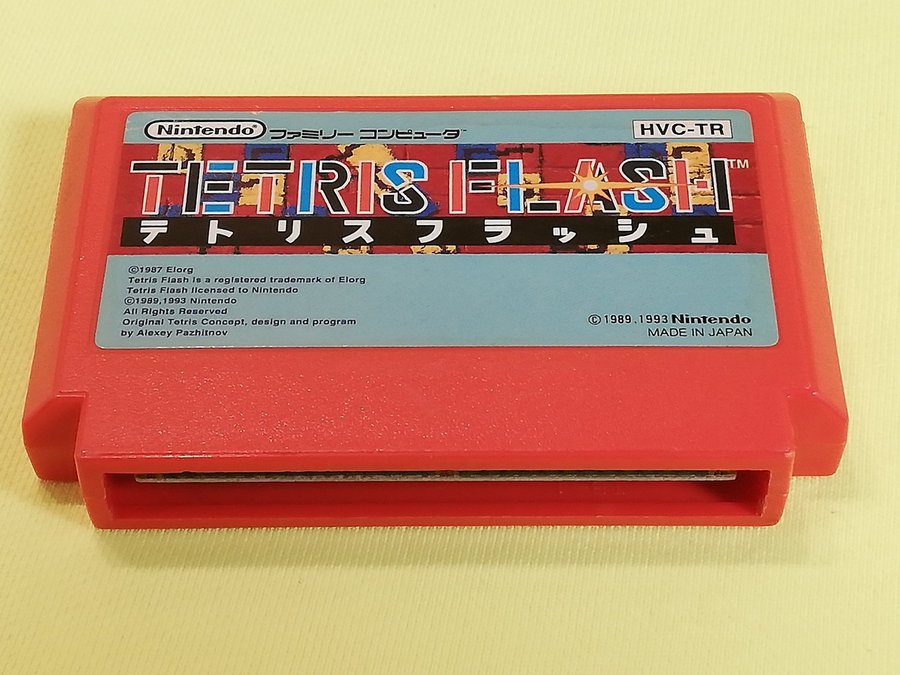 Nintendo® ファミリー コンピュータ™
HVC-TR
TETRIS FLASH™
テトリスフラッシュ
©1987 Elorg
Tetris Flash is a registered trademark of Elorg
Tetris Flash licensed to Nintendo
©1989,1993 Nintendo
All Rights Reserved
Original Tetris Concept, design and program
by Alexey Pazhitnov
©1989,1993 Nintendo
MADE IN JAPAN